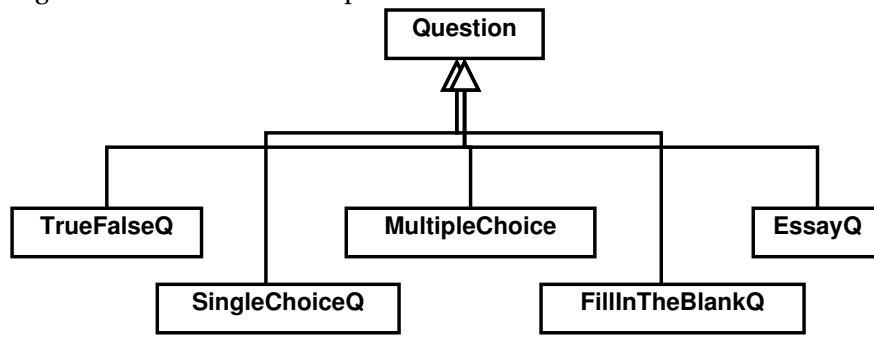 Question
TrueFalseQ
MultipleChoice
EssayQ
SingleChoiceQ
FillInTheBlankQ